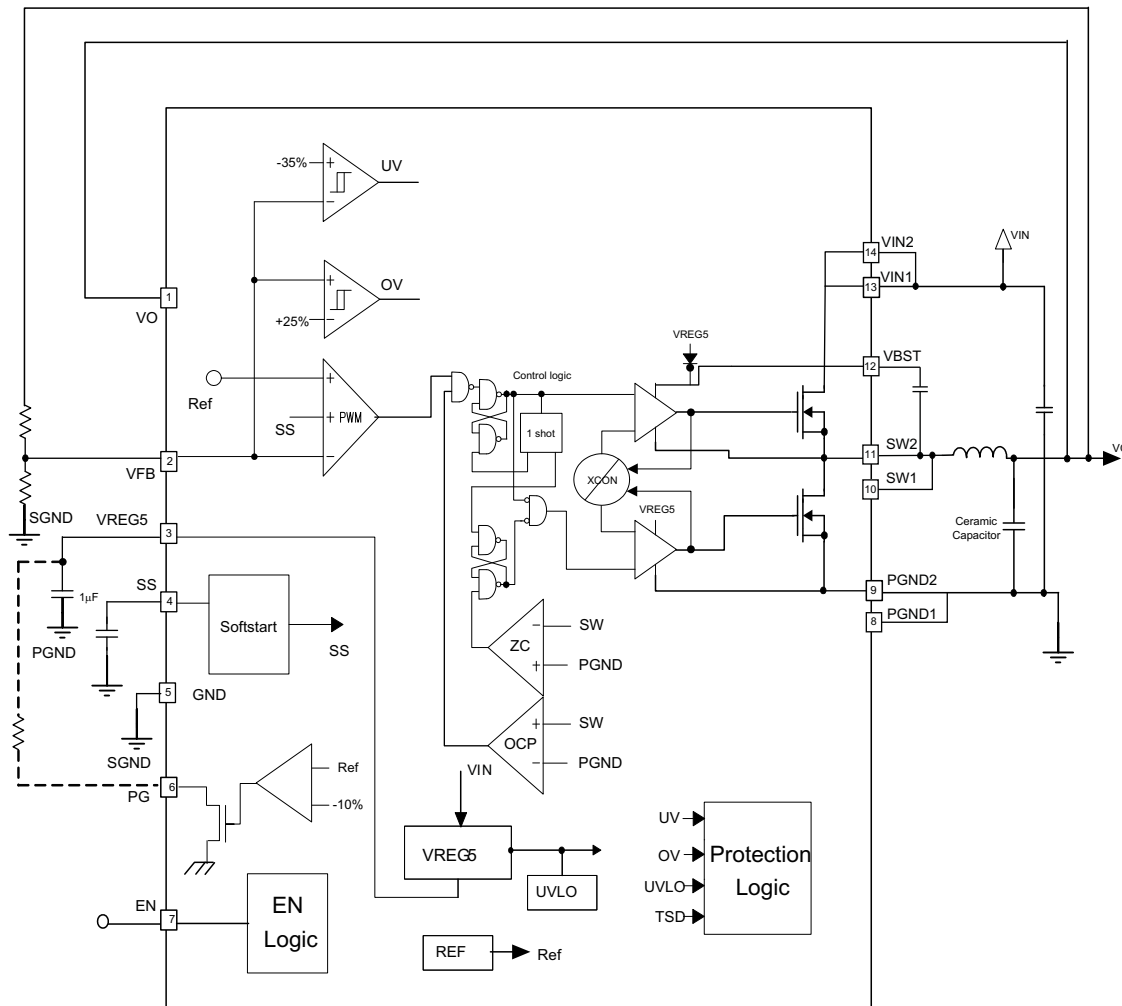 -35%
+
-
UV
+
-
+25%
OV
1
VO
Ref
SS
+
+
-
PWM
2
VFB
SGND
VREG5
3
1µF
PGND
SS
4
Softstart
SS
5
GND
SGND
PG
6
Ref
-10%
EN
7
EN
Logic
Control logic
1 shot
VREG5
XCON
VREG5
ZC
-
+
SW
PGND
OCP
+
-
SW
PGND
VIN
VREG5
UVLO
REF
Ref
UV
OV
UVLO
TSD
Protection
Logic
14
VIN2
13
VIN1
VIN
12
VBST
11
SW2
10
SW1
Ceramic
Capacitor
9
PGND2
8
PGND1